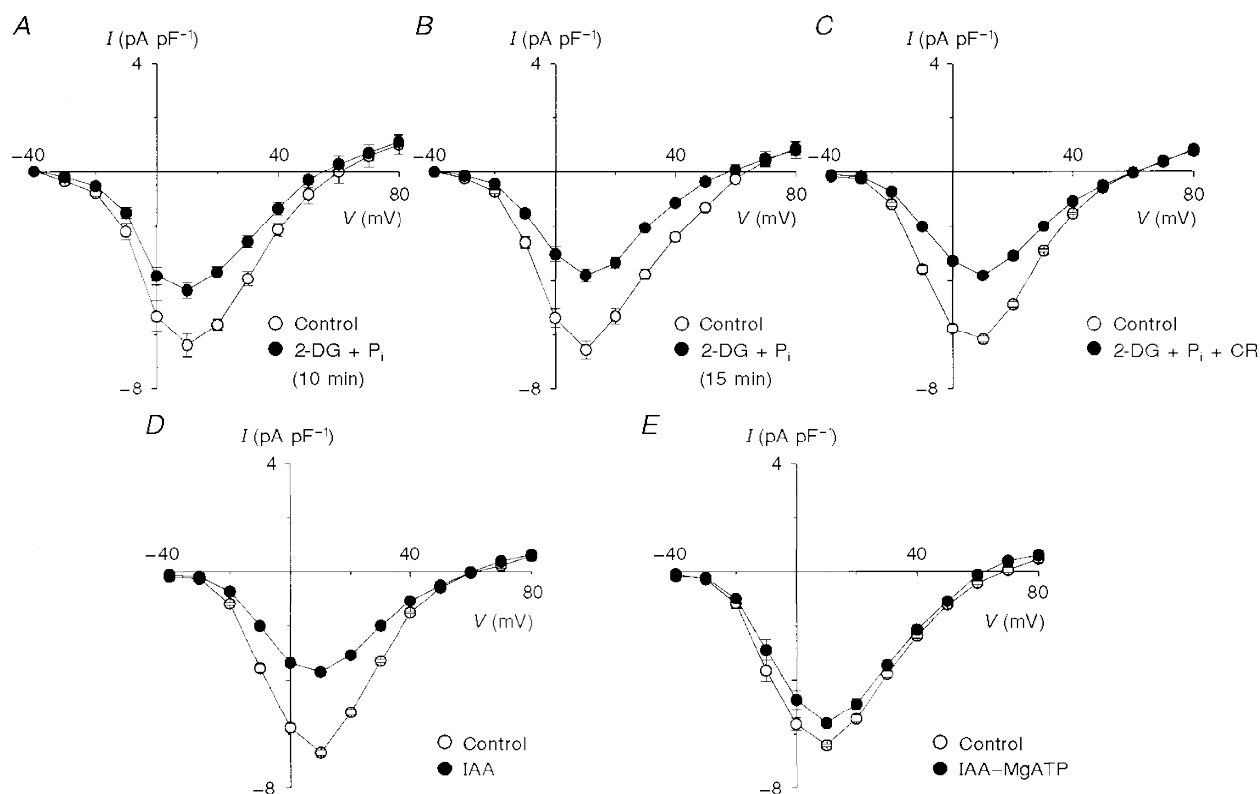 A
I (pA pF⁻¹)
4
−40
40
80
V (mV)
Control
2-DG + Pi
(10 min)
−8
B
I (pA pF⁻¹)
4
−40
40
80
V (mV)
Control
2-DG + Pi
(15 min)
−8
C
I (pA pF⁻¹)
4
−40
40
80
V (mV)
Control
2-DG + Pi + CR
−8
D
I (pA pF⁻¹)
4
−40
40
80
V (mV)
Control
IAA
−8
E
I (pA pF⁻¹)
4
−40
40
80
V (mV)
Control
IAA−MgATP
−8